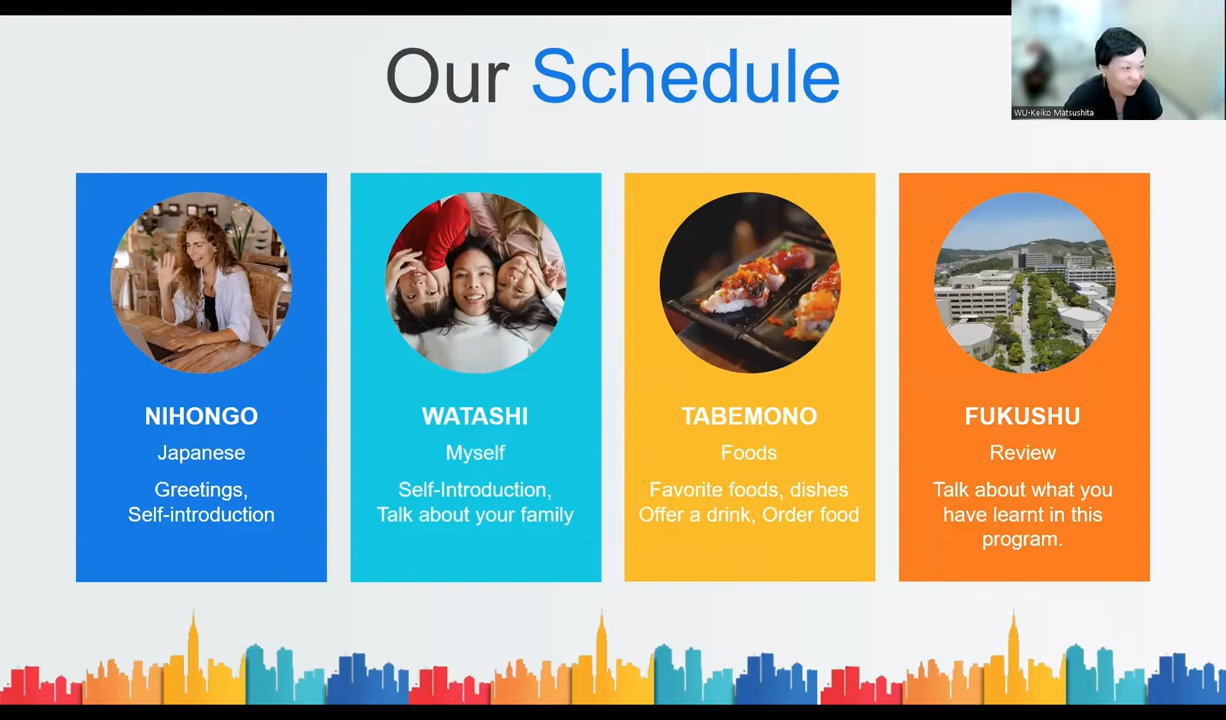 Our Schedule
WU-Keiko Matsushita
NIHONGO
Japanese
Greetings,
Self-introduction
WATASHI
Myself
Self-Introduction,
Talk about your family
TABEMONO
Foods
Favorite foods, dishes
Offer a drink, Order food
FUKUSHU
Review
Talk about what you
have learnt in this
program.